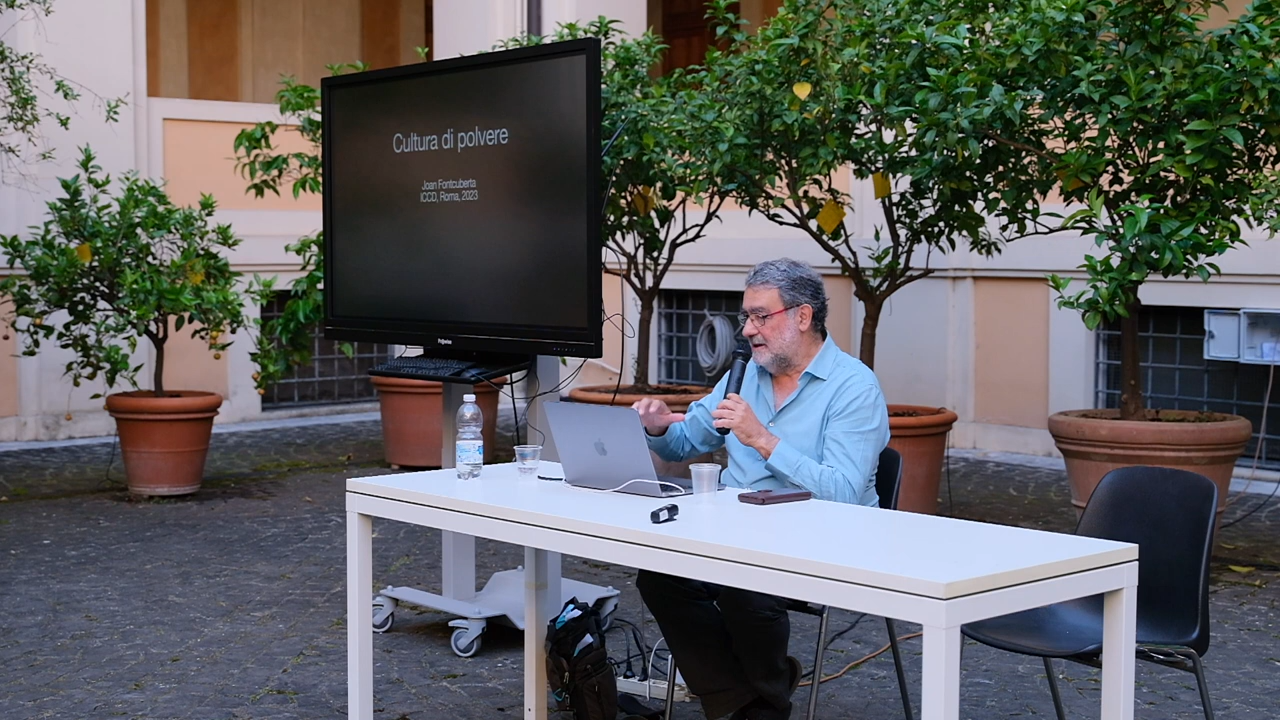 Cultura di polvere
Joan Fontcuberta
ICCD, Roma, 2023